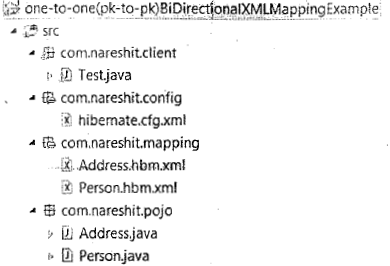 one-to-one(pk-to-pk)BiDirectionalXMLMappingExample
src
com.nareshit.client
Test.java
com.nareshit.config
hibernate.cfg.xml
com.nareshit.mapping
Address.hbm.xml
Person.hbm.xml
com.nareshit.pojo
Address.java
Person.java